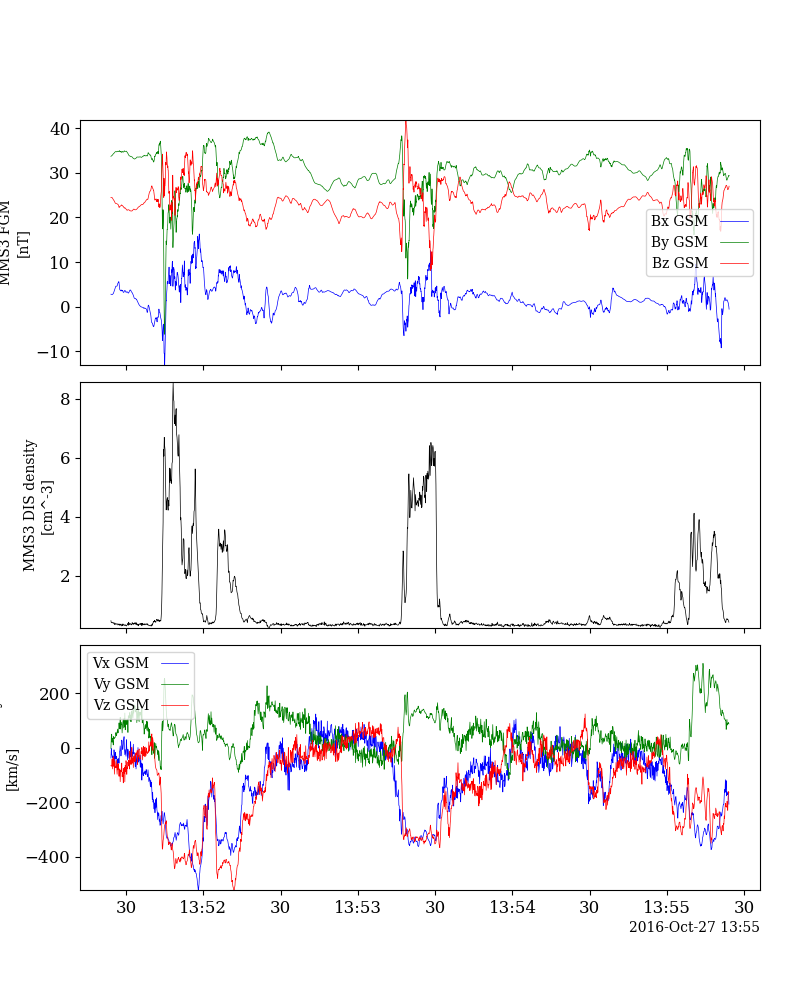 40
30
20
10
0
−10
MMS3 FGM
[nT]
Bx GSM
By GSM
Bz GSM
8
6
4
2
MMS3 DIS density
[cm^-3]
Vx GSM
Vy GSM
Vz GSM
200
0
−200
−400
[km/s]
30 13:52 30 13:53 30 13:54 30 13:55 30
2016-Oct-27 13:55